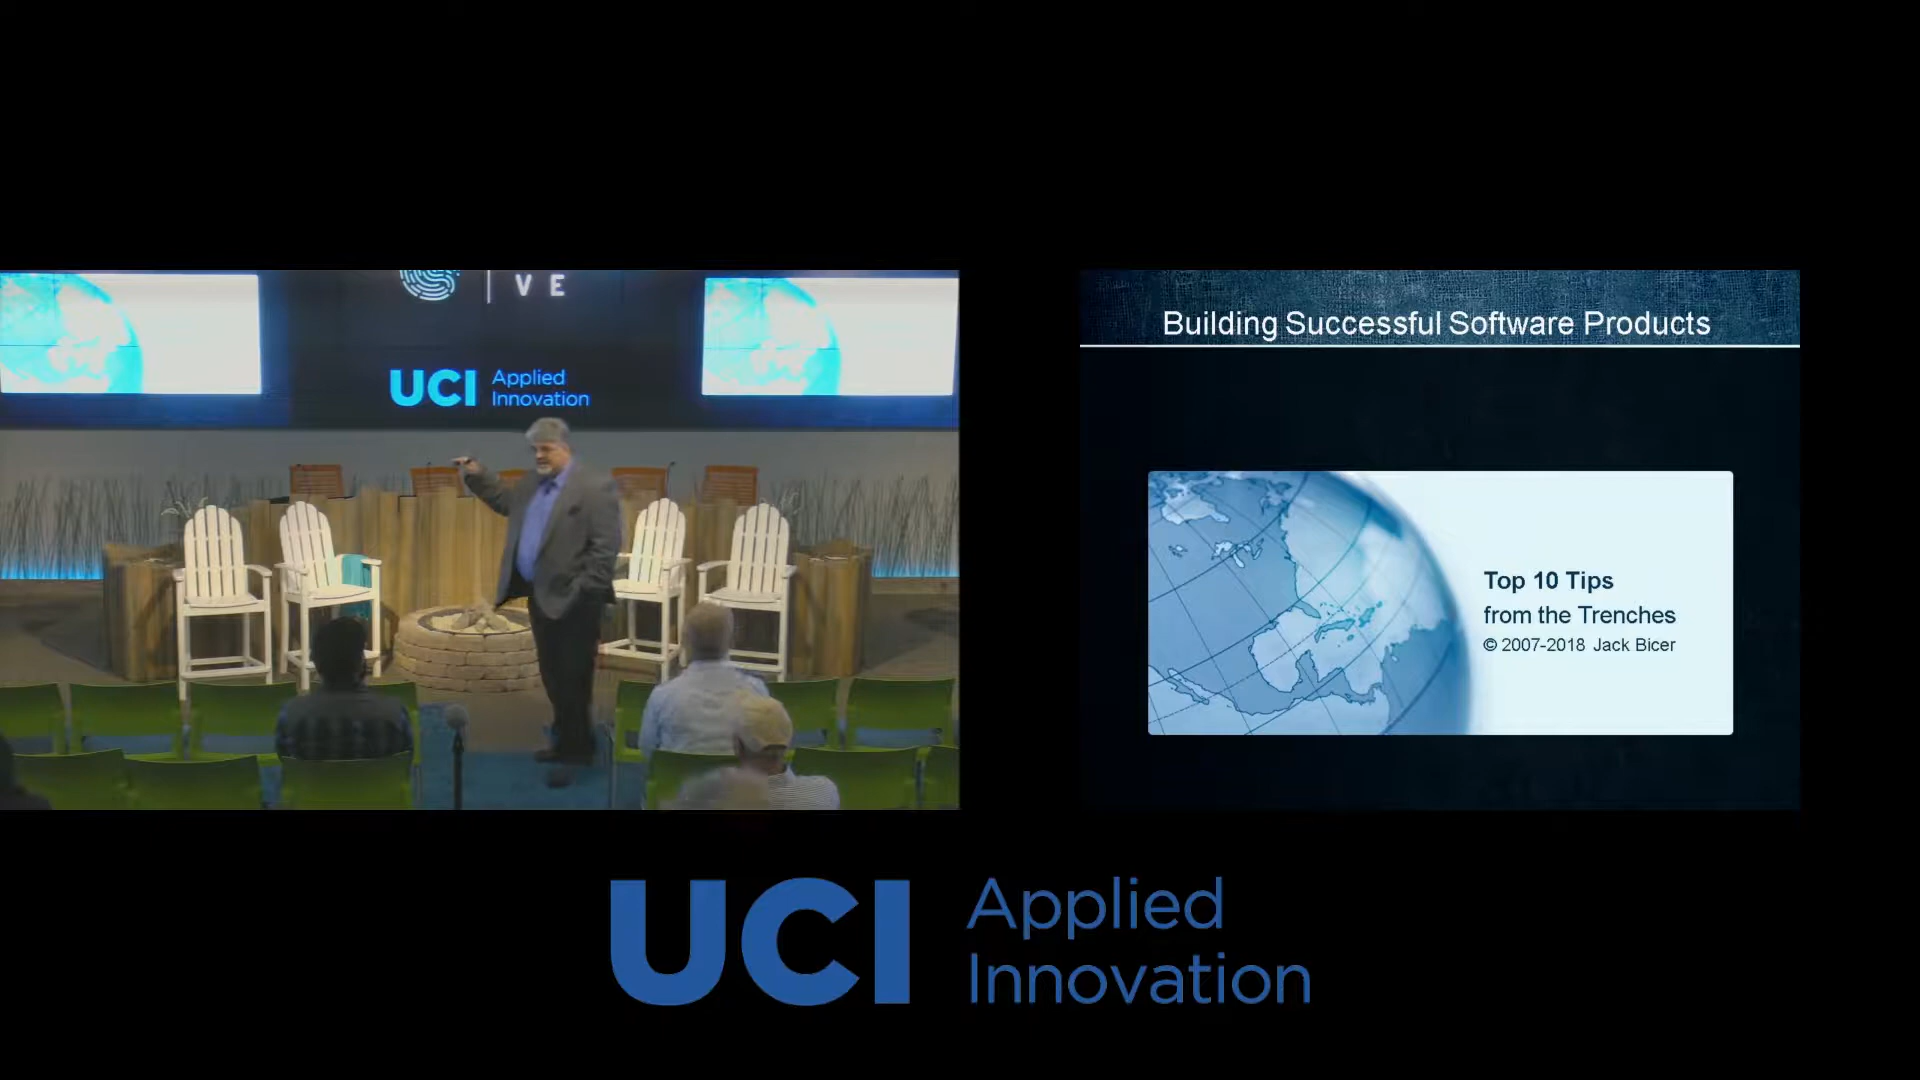 V E
UCI Applied
Innovation
Building Successful Software Products
Top 10 Tips
from the Trenches
© 2007-2018 Jack Bicer
UCI Applied
Innovation